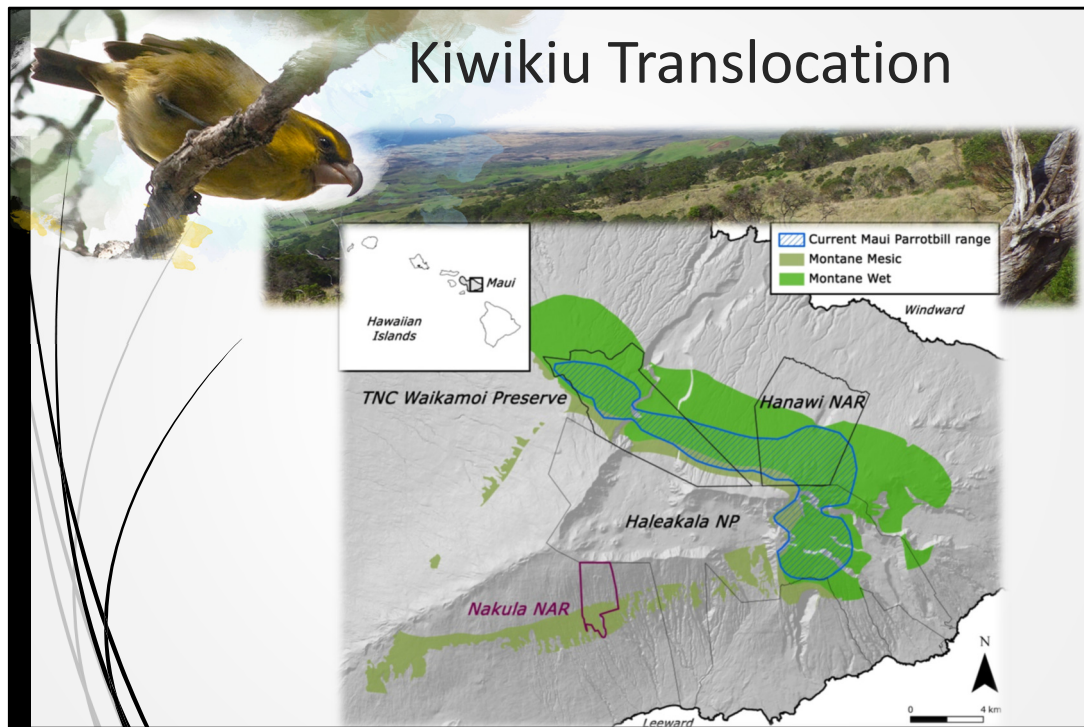 Kiwikiu Translocation
Current Maui Parrotbill range
Montane Mesic
Montane Wet
Maui
Hawaiian
Islands
Windward
TNC Waikamoi Preserve
Hanawi NAR
Haleakala NP
Nakula NAR
N
0 4 km
Leeward